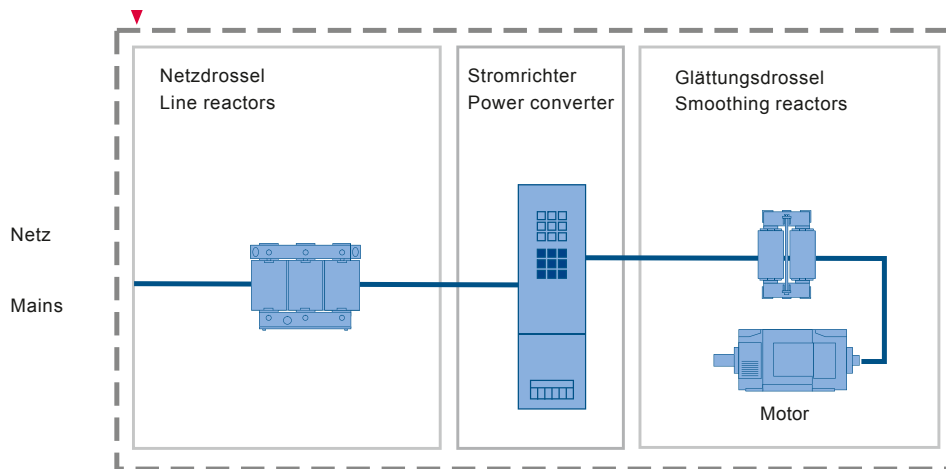 Netzdrossel
Line reactors
Stromrichter
Power converter
Glättungsdrossel
Smoothing reactors
Netz
Mains
Motor